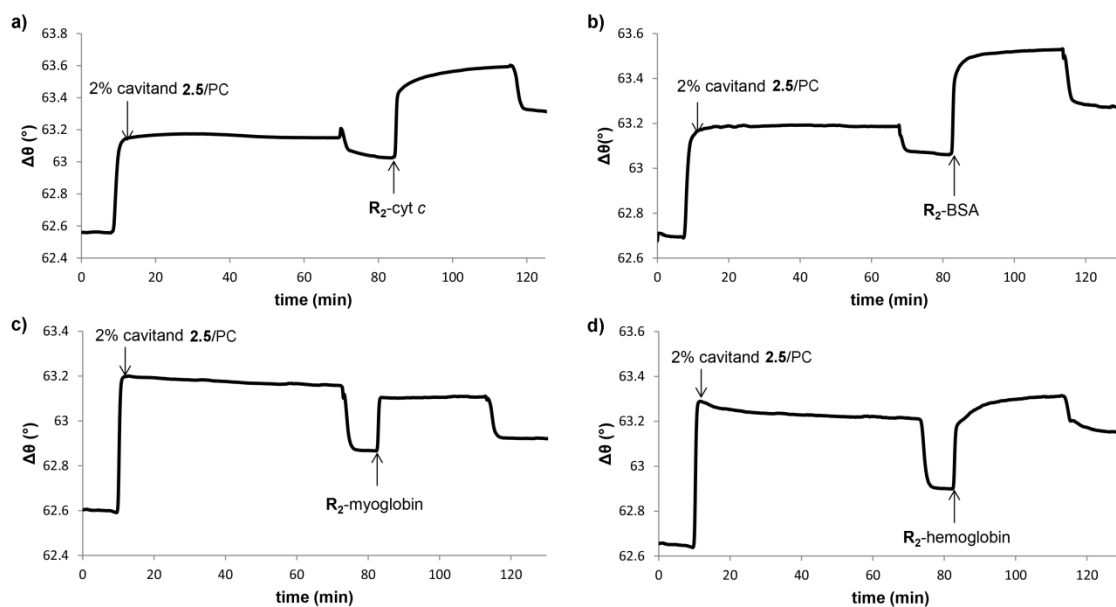 a)
63.8
63.6
63.4
63.2
63
62.8
62.6
62.4
Δθ (°)
2% cavitand 2.5/PC
R₂-cyt c
0 20 40 60 80 100 120
time (min)
b)
63.6
63.4
63.2
63
62.8
62.6
Δθ(°)
2% cavitand 2.5/PC
R₂-BSA
0 20 40 60 80 100 120
time (min)
c)
63.4
63.2
63
62.8
62.6
62.4
Δθ (°)
2% cavitand 2.5/PC
R₂-myoglobin
0 20 40 60 80 100 120
time (min)
d)
63.6
63.4
63.2
63
62.8
62.6
Δθ (°)
2% cavitand 2.5/PC
R₂-hemoglobin
0 20 40 60 80 100 120
time (min)